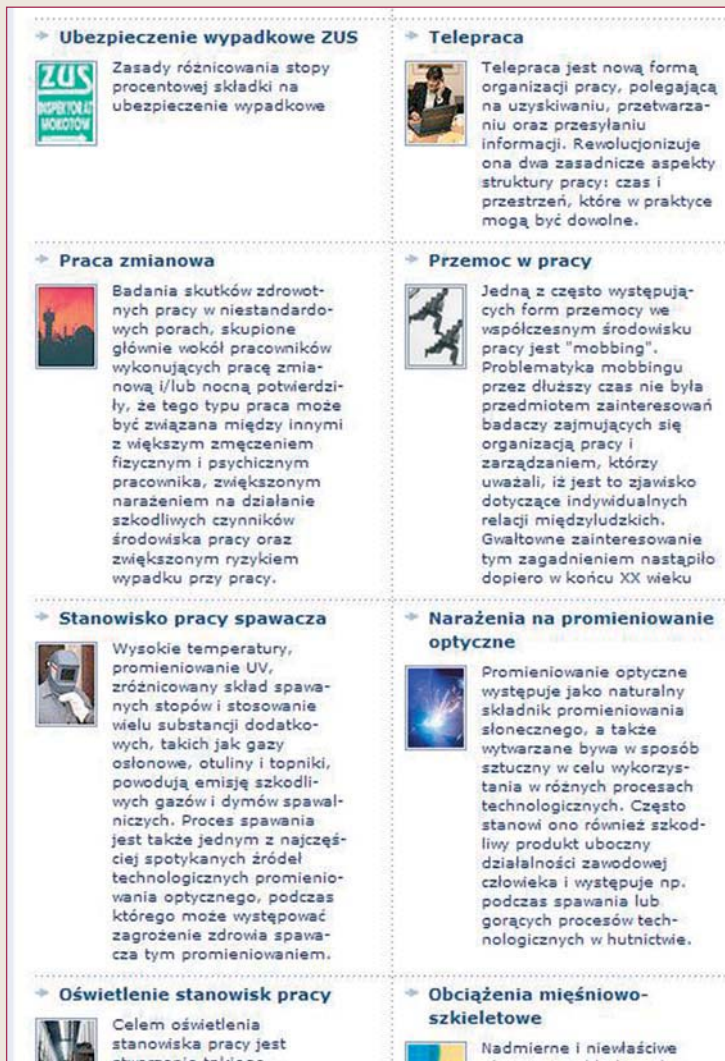 Ubezpieczenie wypadkowe ZUS
ZUS
INSPEKTORAT
MOKOTÓW
Zasady różnicowania stopy
procentowej składki na
ubezpieczenie wypadkowe
Telepraca
Telepraca jest nową formą
organizacji pracy, polegającą
na uzyskiwaniu, przetwarza-
niu oraz przesyłaniu
informacji. Rewolucjonizuje
ona dwa zasadnicze aspekty
struktury pracy: czas i
przestrzeń, które w praktyce
mogą być dowolne.
Praca zmianowa
Badania skutków zdrowot-
nych pracy w niestandardo-
wych porach, skupione
głównie wokół pracowników
wykonujących pracę zmia-
nową i/lub nocną potwierdzi-
ły, że tego typu praca może
być związana między innymi
z większym zmęczeniem
fizycznym i psychicznym
pracownika, zwiększonym
narażeniem na działanie
szkodliwych czynników
środowiska pracy oraz
zwiększonym ryzykiem
wypadku przy pracy.
Przemoc w pracy
Jedną z często występują-
cych form przemocy we
współczesnym środowisku
pracy jest "mobbing".
Problematyka mobbingu
przez dłuższy czas nie była
przedmiotem zainteresowań
badaczy zajmujących się
organizacją pracy i
zarządzaniem, którzy
uważali, iż jest to zjawisko
dotyczące indywidualnych
relacji międzyludzkich.
Gwałtowne zainteresowanie
tym zagadnieniem nastąpiło
dopiero w końcu XX wieku
Stanowisko pracy spawacza
Wysokie temperatury,
promieniowanie UV,
zróżnicowany skład spawa-
nych stopów i stosowanie
wielu substancji dodatko-
wych, takich jak gazy
osłonowe, otuliny i topniki,
powodują emisję szkodli-
wych gazów i dymów spawal-
niczych. Proces spawania
jest także jednym z najczęś-
ciej spotykanych źródeł
technologicznych promienio-
wania optycznego, podczas
którego może występować
zagrożenie zdrowia spawa-
cza tym promieniowaniem.
Narażenia na promieniowanie
optyczne
Promieniowanie optyczne
występuje jako naturalny
składnik promieniowania
słonecznego, a także
wytwarzane bywa w sposób
sztuczny w celu wykorzys-
tania w różnych procesach
technologicznych. Często
stanowi ono również szkod-
liwy produkt uboczny
działalności zawodowej
człowieka i występuje np.
podczas spawania lub
gorących procesów tech-
nologicznych w hutnictwie.
Oświetlenie stanowisk pracy
Celem oświetlenia
stanowiska pracy jest
Obciążenia mięśniowo-
szkieletowe
Nadmierne i niewłaściwe